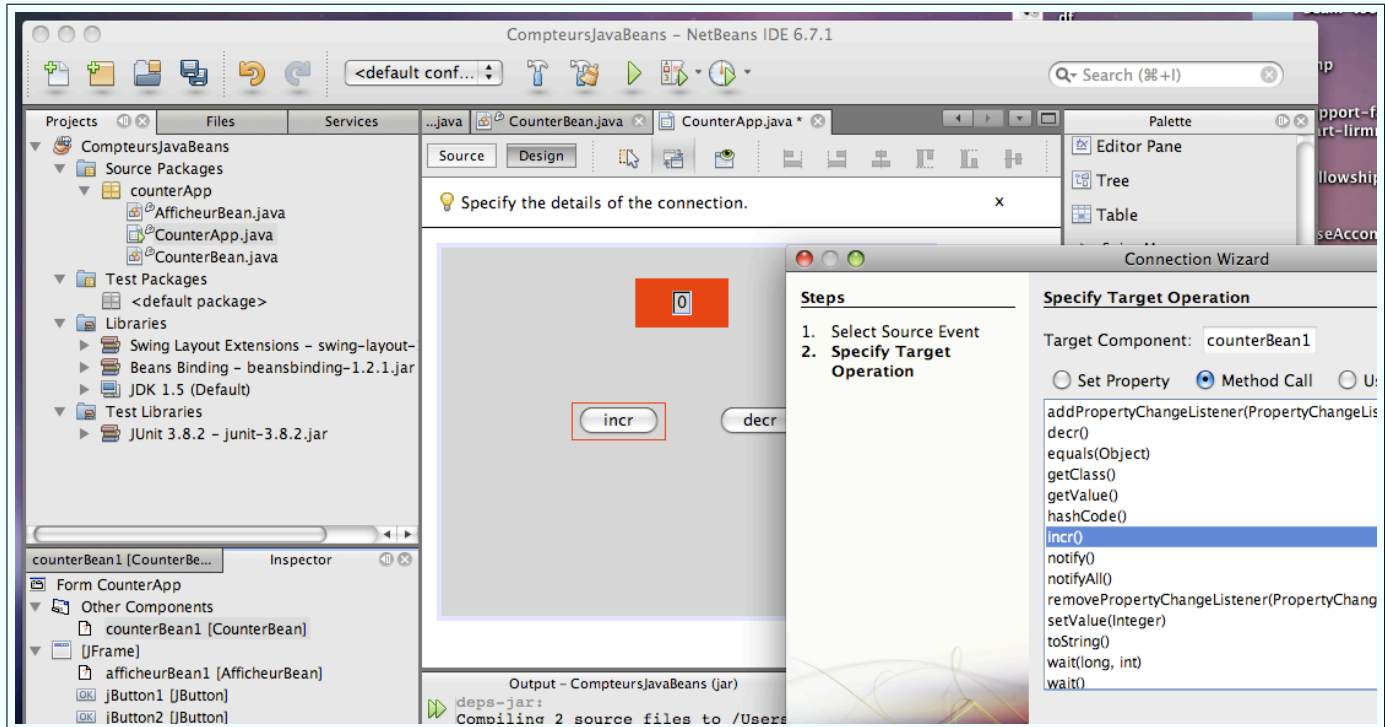 df
CompteursJavaBeans – NetBeans IDE 6.7.1
<default conf...
Search (⌘+I)
Projects Files Services
...java CounterBean.java CounterApp.java *
Palette
CompteursJavaBeans
Source Packages
counterApp
AfficheurBean.java
CounterApp.java
CounterBean.java
Test Packages
<default package>
Libraries
Swing Layout Extensions – swing-layout-
Beans Binding – beansbinding-1.2.1.jar
JDK 1.5 (Default)
Test Libraries
JUnit 3.8.2 – junit-3.8.2.jar
Source Design
Specify the details of the connection. x
0
incr decr
Editor Pane
Tree
Table
Connection Wizard
Steps
1. Select Source Event
2. Specify Target
Operation
Specify Target Operation
Target Component: counterBean1
Set Property Method Call
addPropertyChangeListener(PropertyChangeLis
decr()
equals(Object)
getClass()
getValue()
hashCode()
incr()
notify()
notifyAll()
removePropertyChangeListener(PropertyChang
setValue(Integer)
toString()
wait(long, int)
wait()
counterBean1 [CounterBe... Inspector
Form CounterApp
Other Components
counterBean1 [CounterBean]
[JFrame]
afficheurBean1 [AfficheurBean]
OK jButton1 [JButton]
OK jButton2 [JButton]
Output – CompteursJavaBeans (jar)
deps-jar:
Compiling 2 source files to /Users